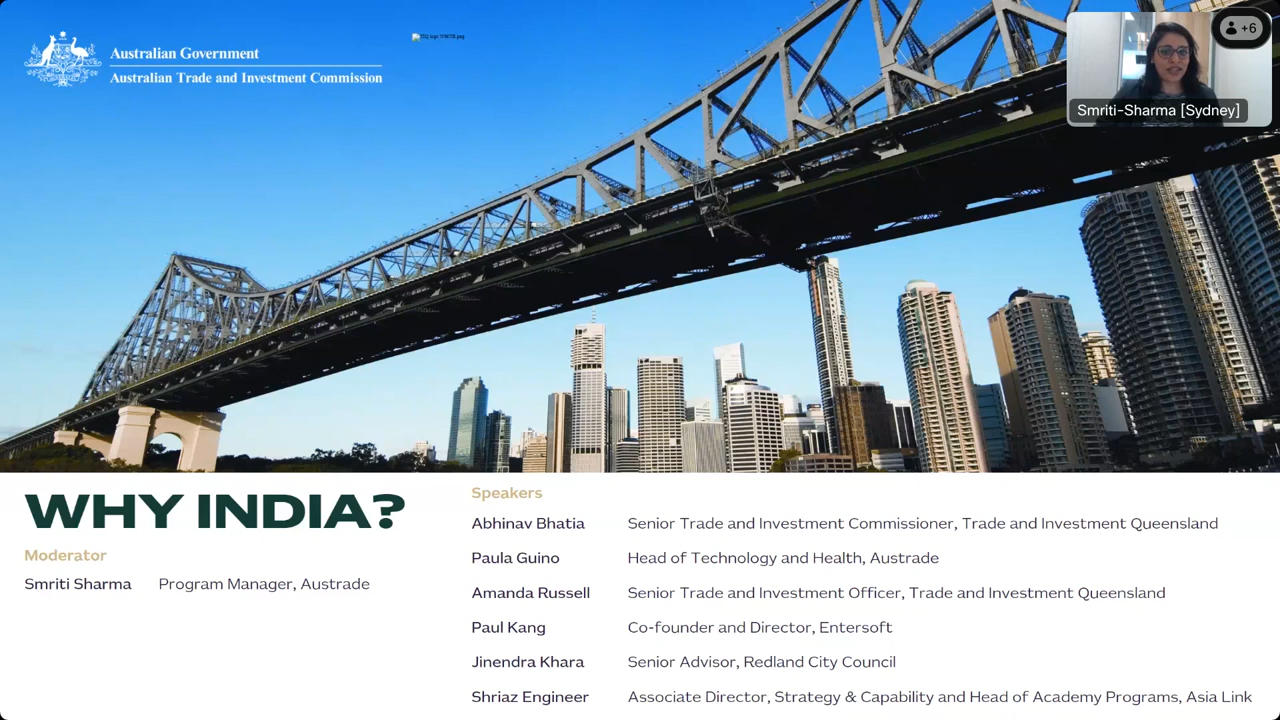 Australian Government
Australian Trade and Investment Commission
+6
Smriti-Sharma [Sydney]
WHY INDIA?
Moderator
Smriti Sharma Program Manager, Austrade
Speakers
Abhinav Bhatia Senior Trade and Investment Commissioner, Trade and Investment Queensland
Paula Guino Head of Technology and Health, Austrade
Amanda Russell Senior Trade and Investment Officer, Trade and Investment Queensland
Paul Kang Co-founder and Director, Entersoft
Jinendra Khara Senior Advisor, Redland City Council
Shriaz Engineer Associate Director, Strategy & Capability and Head of Academy Programs, Asia Link